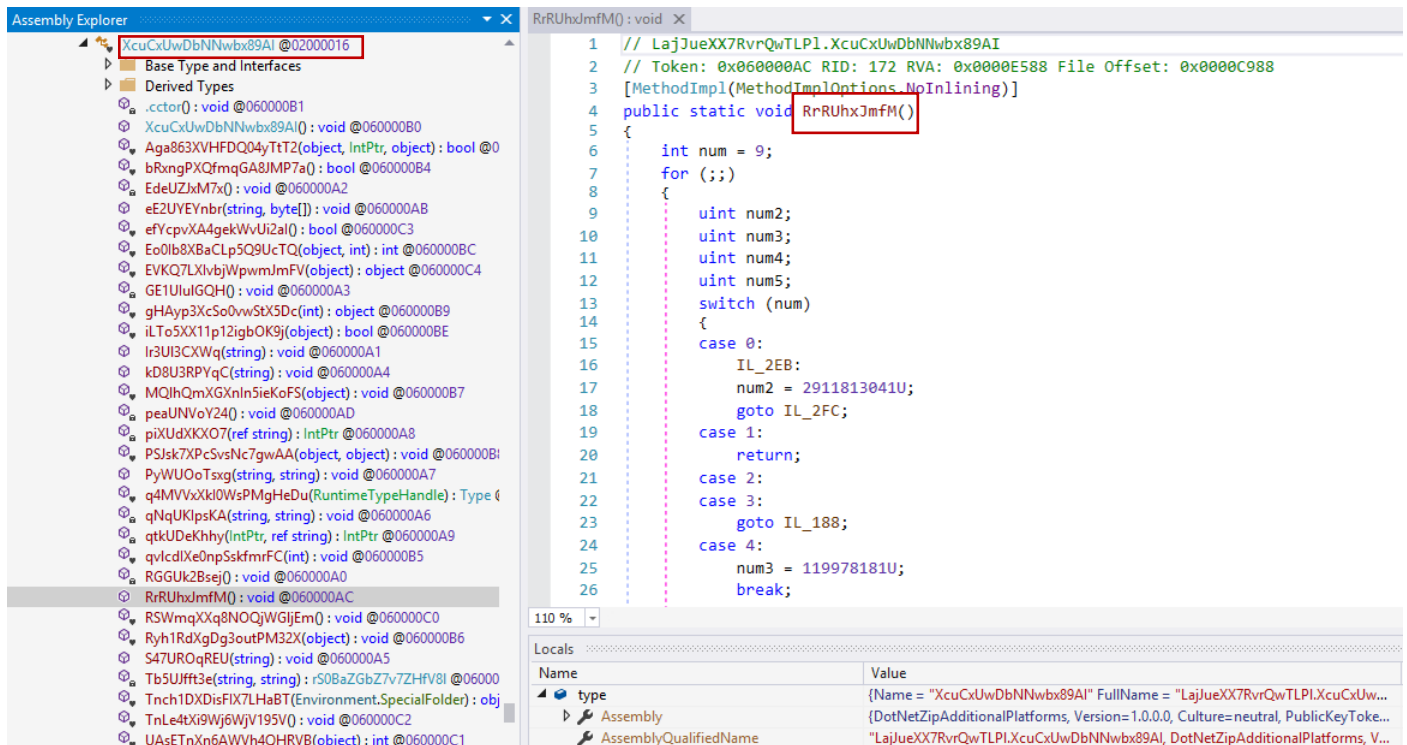 Assembly Explorer
XcuCxUwDbNNwbx89AI @02000016
Base Type and Interfaces
Derived Types
.cctor() : void @060000B1
XcuCxUwDbNNwbx89AI() : void @060000B0
Aga863XVHFDQ04yTtT2(object, IntPtr, object) : bool @0
bRxngPXQfmqGA8JMP7a() : bool @060000B4
EdeUZJxM7x() : void @060000A2
eE2UYEYnbr(string, byte[]) : void @060000AB
efYcpvXA4gekWvUi2al() : bool @060000C3
Eo0lb8XBaCLp5Q9UcTQ(object, int) : int @060000BC
EVKQ7LXlvbjWpwmJmFV(object) : object @060000C4
GE1UIuIGQH() : void @060000A3
gHAyp3XcSo0vwStX5Dc(int) : object @060000B9
iLTo5XX11p12igbOK9j(object) : bool @060000BE
Ir3UI3CXWq(string) : void @060000A1
kD8U3RPYqC(string) : void @060000A4
MQIhQmXGXnIn5ieKoFS(object) : void @060000B7
peaUNVoY24() : void @060000AD
piXUdXKXO7(ref string) : IntPtr @060000A8
PSJsk7XPcSvsNc7gwAA(object, object) : void @060000B8
PyWUOoTsxg(string, string) : void @060000A7
q4MVVxXkl0WsPMgHeDu(RuntimeTypeHandle) : Type (
qNqUKlpsKA(string, string) : void @060000A6
qtkUDeKhhy(IntPtr, ref string) : IntPtr @060000A9
qvlcdlXe0npSskfmrFC(int) : void @060000B5
RGGUk2Bsej() : void @060000A0
RrRUhxJmfM() : void @060000AC
RSWmqXXq8NOQjWGljEm() : void @060000C0
Ryh1RdXgDg3outPM32X(object) : void @060000B6
S47UROqREU(string) : void @060000A5
Tb5UJfft3e(string, string) : rS0BaZGbZ7v7ZHfV8I @06000
Tnch1DXDisFlX7LHaBT(Environment.SpecialFolder) : obj
TnLe4tXi9Wj6WjV195V() : void @060000C2
UAsETnXn6AWVh4OHRVB(object) : int @060000C1
RrRUhxJmfM() : void
1 // LajJueXX7RvrQwTLPl.XcuCxUwDbNNwbx89AI
2 // Token: 0x060000AC RID: 172 RVA: 0x0000E588 File Offset: 0x0000C988
3 [MethodImpl(MethodImplOptions.NoInlining)]
4 public static void RrRUhxJmfM()
5 {
6 int num = 9;
7 for (;;)
8 {
9 uint num2;
10 uint num3;
11 uint num4;
12 uint num5;
13 switch (num)
14 {
15 case 0:
16 IL_2EB:
17 num2 = 2911813041U;
18 goto IL_2FC;
19 case 1:
20 return;
21 case 2:
22 case 3:
23 goto IL_188;
24 case 4:
25 num3 = 119978181U;
26 break;
110 %
Locals
Name Value
type {Name = "XcuCxUwDbNNwbx89AI" FullName = "LajJueXX7RvrQwTLPl.XcuCxUw...
Assembly {DotNetZipAdditionalPlatforms, Version=1.0.0.0, Culture=neutral, PublicKeyToke...
AssemblyQualifiedName "LajJueXX7RvrQwTLPl.XcuCxUwDbNNwbx89AI, DotNetZipAdditionalPlatforms, V...